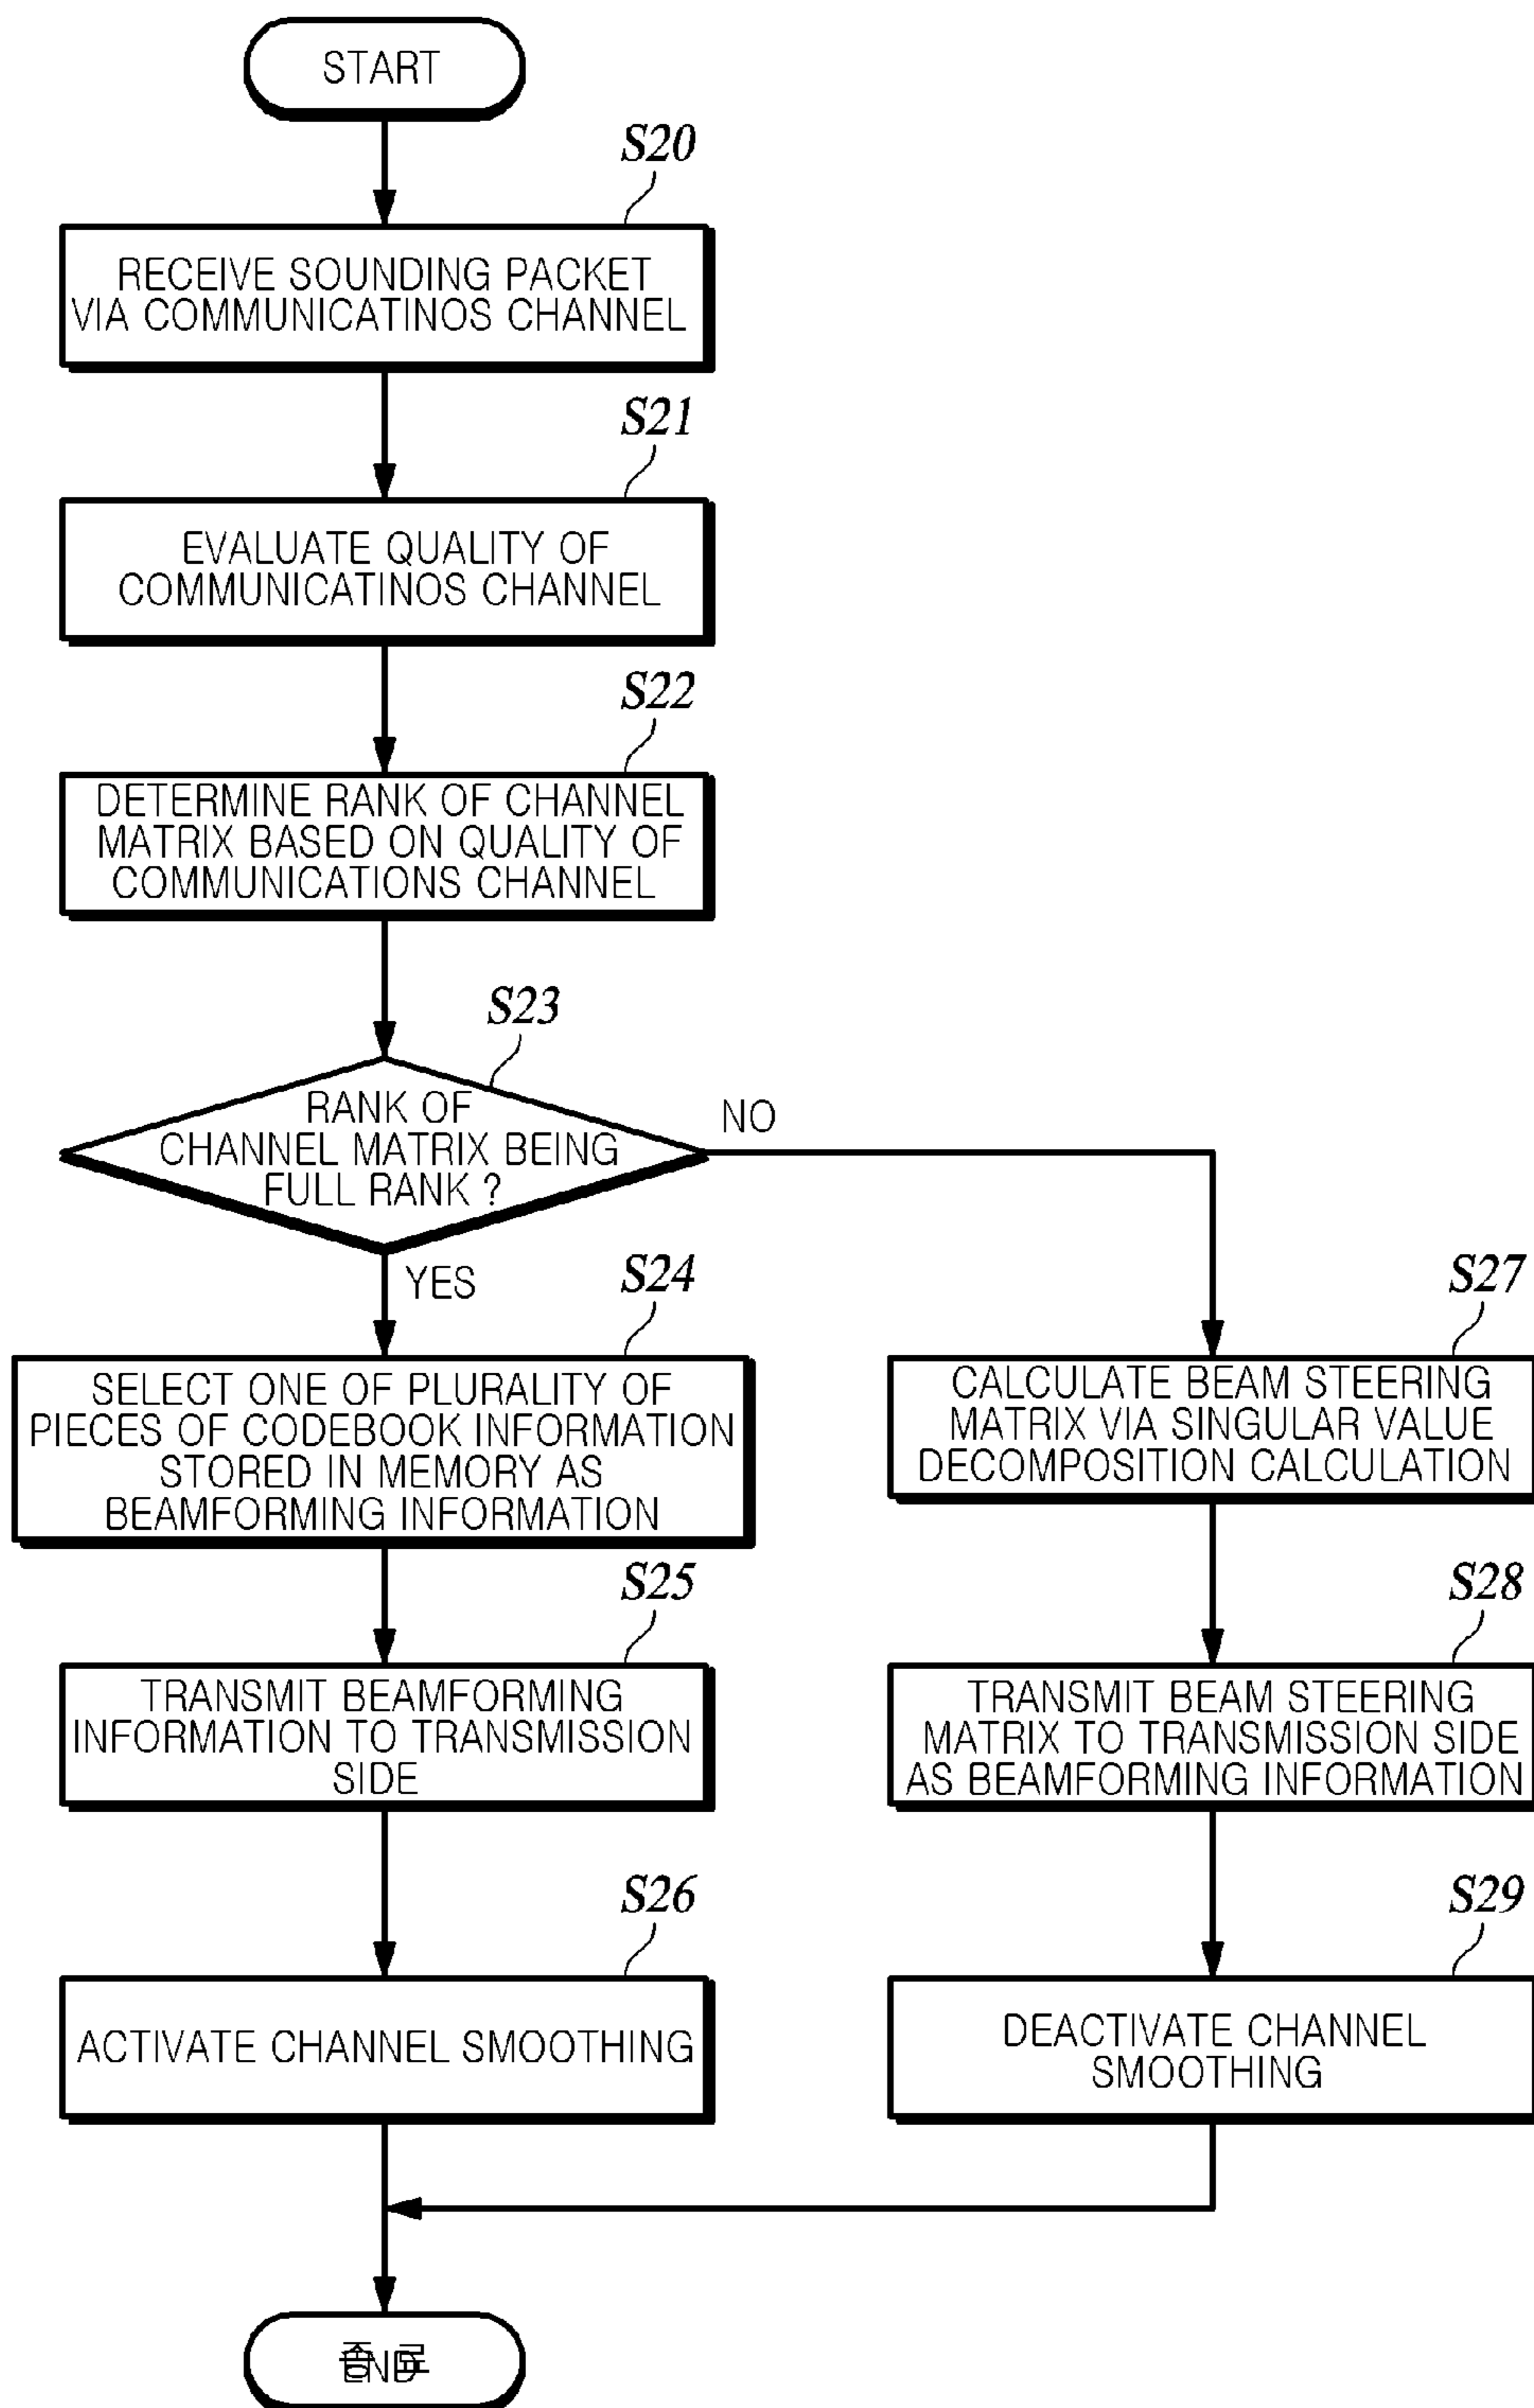 START
S20
RECEIVE SOUNDING PACKET
VIA COMMUNICATINOS CHANNEL
S21
EVALUATE QUALITY OF
COMMUNICATINOS CHANNEL
S22
DETERMINE RANK OF CHANNEL
MATRIX BASED ON QUALITY OF
COMMUNICATIONS CHANNEL
S23
RANK OF
CHANNEL MATRIX BEING
FULL RANK ?
NO
YES
S24
SELECT ONE OF PLURALITY OF
PIECES OF CODEBOOK INFORMATION
STORED IN MEMORY AS
BEAMFORMING INFORMATION
S25
TRANSMIT BEAMFORMING
INFORMATION TO TRANSMISSION
SIDE
S26
ACTIVATE CHANNEL SMOOTHING
S27
CALCULATE BEAM STEERING
MATRIX VIA SINGULAR VALUE
DECOMPOSITION CALCULATION
S28
TRANSMIT BEAM STEERING
MATRIX TO TRANSMISSION SIDE
AS BEAMFORMING INFORMATION
S29
DEACTIVATE CHANNEL
SMOOTHING
END